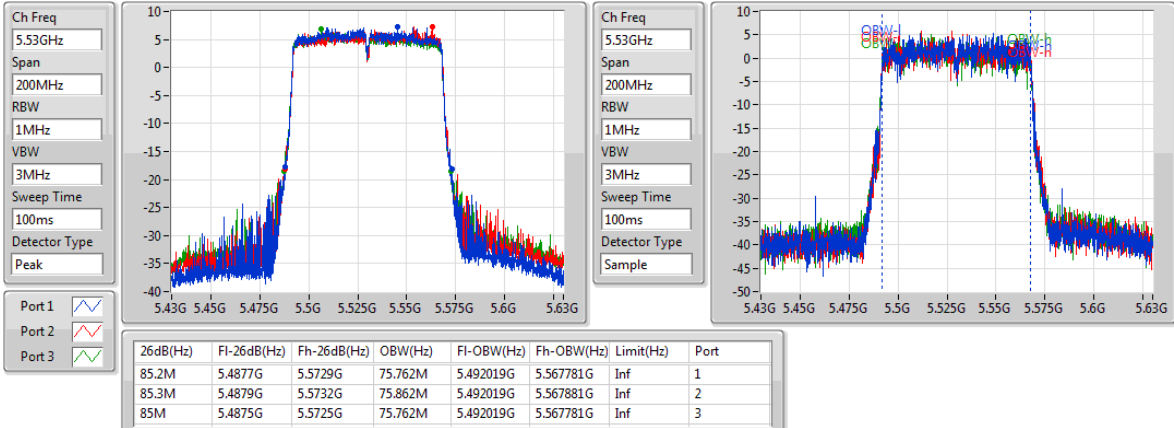 Ch Freq
5.53GHz
Span
200MHz
RBW
1MHz
VBW
3MHz
Sweep Time
100ms
Detector Type
Peak
Port 1
Port 2
Port 3
10
5
0
-5
-10
-15
-20
-25
-30
-35
-40
5.43G 5.45G 5.475G 5.5G 5.525G 5.55G 5.575G 5.6G 5.63G
Ch Freq
5.53GHz
Span
200MHz
RBW
1MHz
VBW
3MHz
Sweep Time
100ms
Detector Type
Sample
10
5
0
-5
-10
-15
-20
-25
-30
-35
-40
-45
-50
OBW-h
5.43G 5.45G 5.475G 5.5G 5.525G 5.55G 5.575G 5.6G 5.63G
26dB(Hz) Fl-26dB(Hz) Fh-26dB(Hz) OBW(Hz) Fl-OBW(Hz) Fh-OBW(Hz) Limit(Hz) Port
85.2M 5.4877G 5.5729G 75.762M 5.492019G 5.567781G Inf 1
85.3M 5.4879G 5.5732G 75.862M 5.492019G 5.567881G Inf 2
85M 5.4875G 5.5725G 75.762M 5.492019G 5.567781G Inf 3